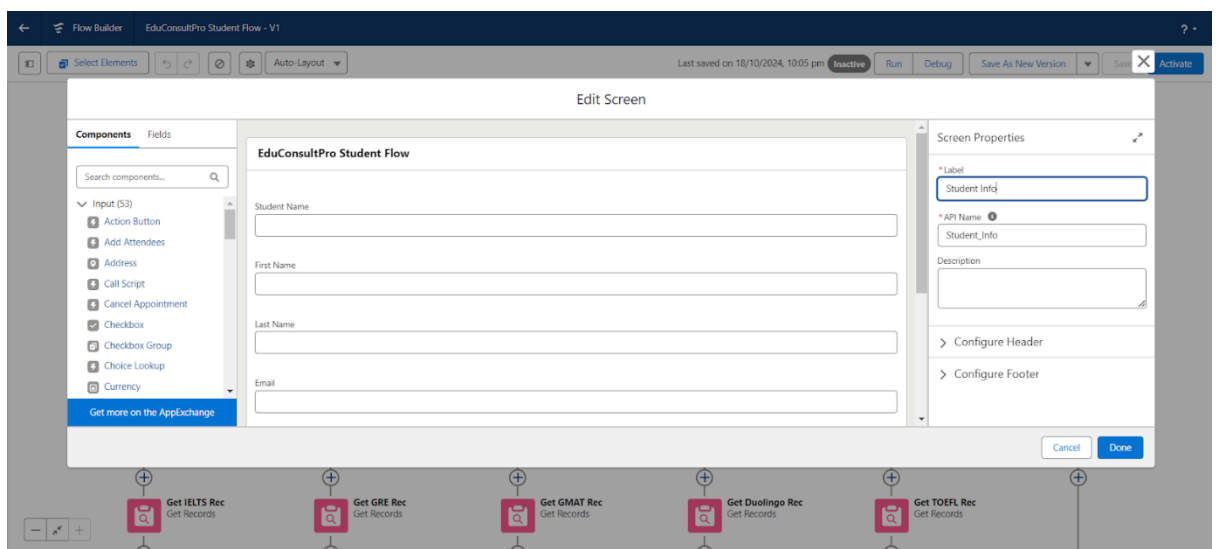 Flow Builder
EduConsultPro Student Flow - V1
?
Select Elements
Auto-Layout
Last saved on 18/10/2024, 10:05 pm
Inactive
Run
Debug
Save As New Version
Activate
Edit Screen
Components
Fields
Search components...
Input (53)
Action Button
Add Attendees
Address
Call Script
Cancel Appointment
Checkbox
Checkbox Group
Choice Lookup
Currency
Get more on the AppExchange
EduConsultPro Student Flow
Student Name
First Name
Last Name
Email
Screen Properties
*Label
Student Info
*API Name
Student_Info
Description
Configure Header
Configure Footer
Cancel
Done
Get IELTS Rec
Get Records
Get GRE Rec
Get Records
Get GMAT Rec
Get Records
Get Duolingo Rec
Get Records
Get TOEFL Rec
Get Records